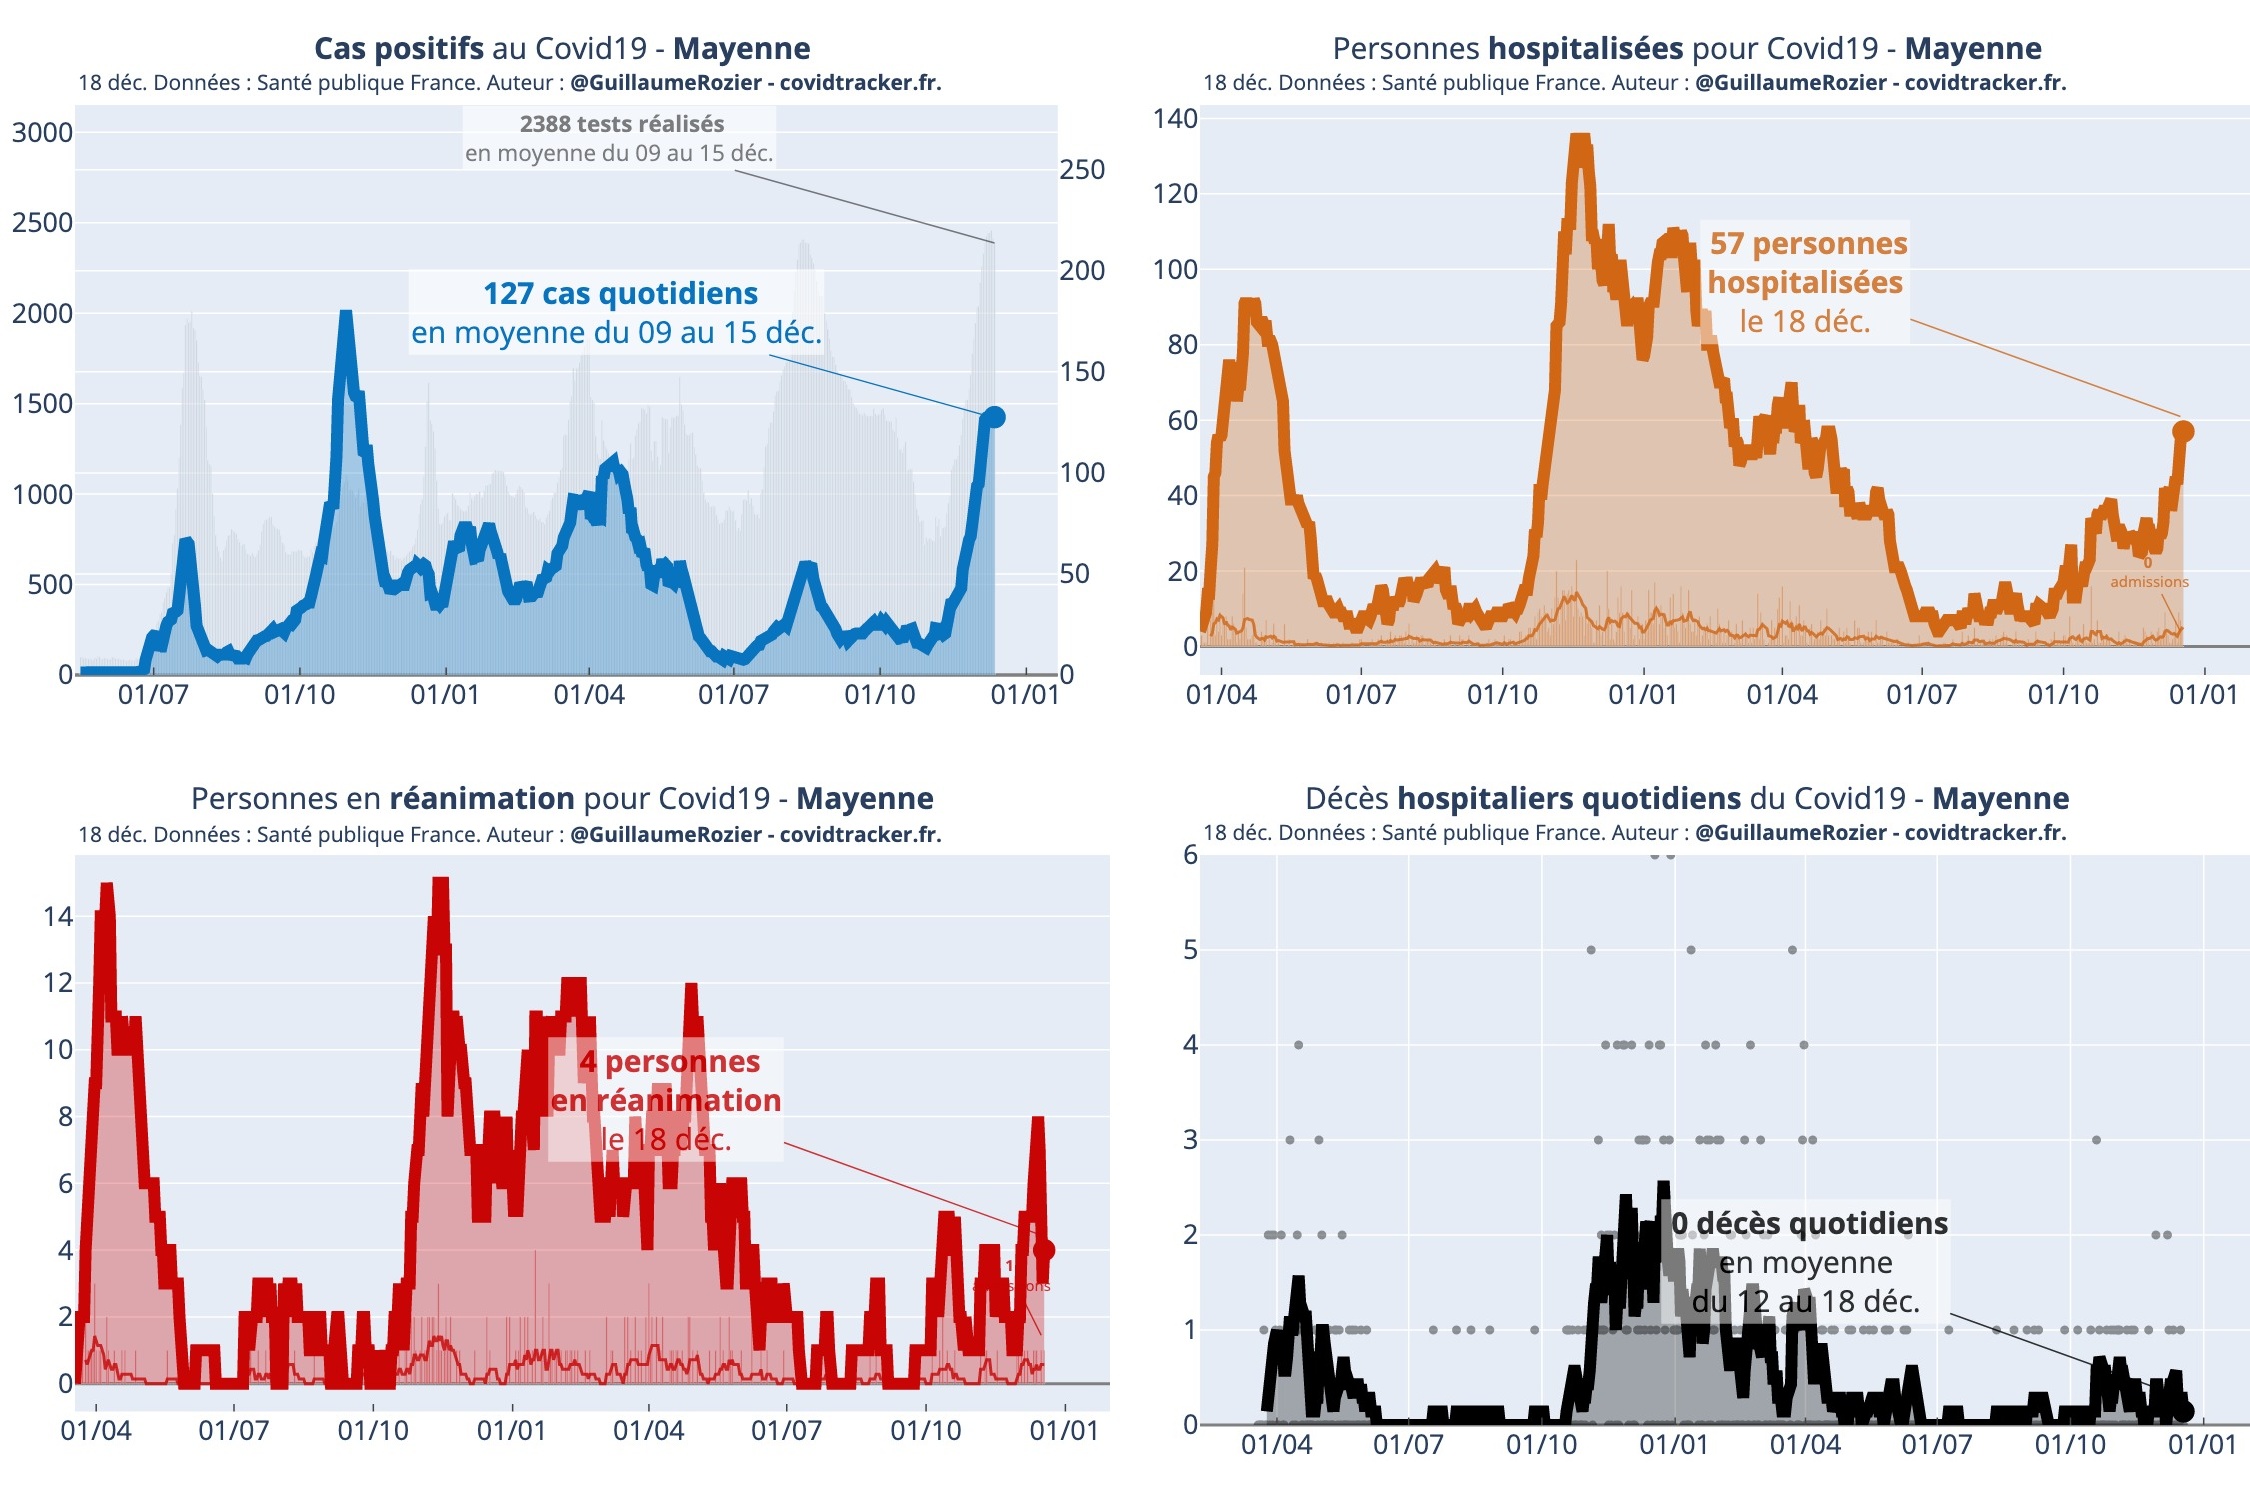 Cas positifs au Covid19 - Mayenne
18 déc. Données : Santé publique France. Auteur : @GuillaumeRozier - covidtracker.fr.
2388 tests réalisés
en moyenne du 09 au 15 déc.
127 cas quotidiens
en moyenne du 09 au 15 déc.
3000
2500
2000
1500
1000
500
0
250
200
150
100
50
0
01/07 01/10 01/01 01/04 01/07 01/10 01/01
Personnes hospitalisées pour Covid19 - Mayenne
18 déc. Données : Santé publique France. Auteur : @GuillaumeRozier - covidtracker.fr.
140
120
100
80
60
40
20
0
57 personnes
hospitalisées
le 18 déc.
0
admissions
01/04 01/07 01/10 01/01 01/04 01/07 01/10 01/01
Personnes en réanimation pour Covid19 - Mayenne
18 déc. Données : Santé publique France. Auteur : @GuillaumeRozier - covidtracker.fr.
14
12
10
8
6
4
2
0
4 personnes
en réanimation
le 18 déc.
1
01/04 01/07 01/10 01/01 01/04 01/07 01/10 01/01
Décès hospitaliers quotidiens du Covid19 - Mayenne
18 déc. Données : Santé publique France. Auteur : @GuillaumeRozier - covidtracker.fr.
6
5
4
3
2
1
0
0 décès quotidiens
en moyenne
du 12 au 18 déc.
01/04 01/07 01/10 01/01 01/04 01/07 01/10 01/01